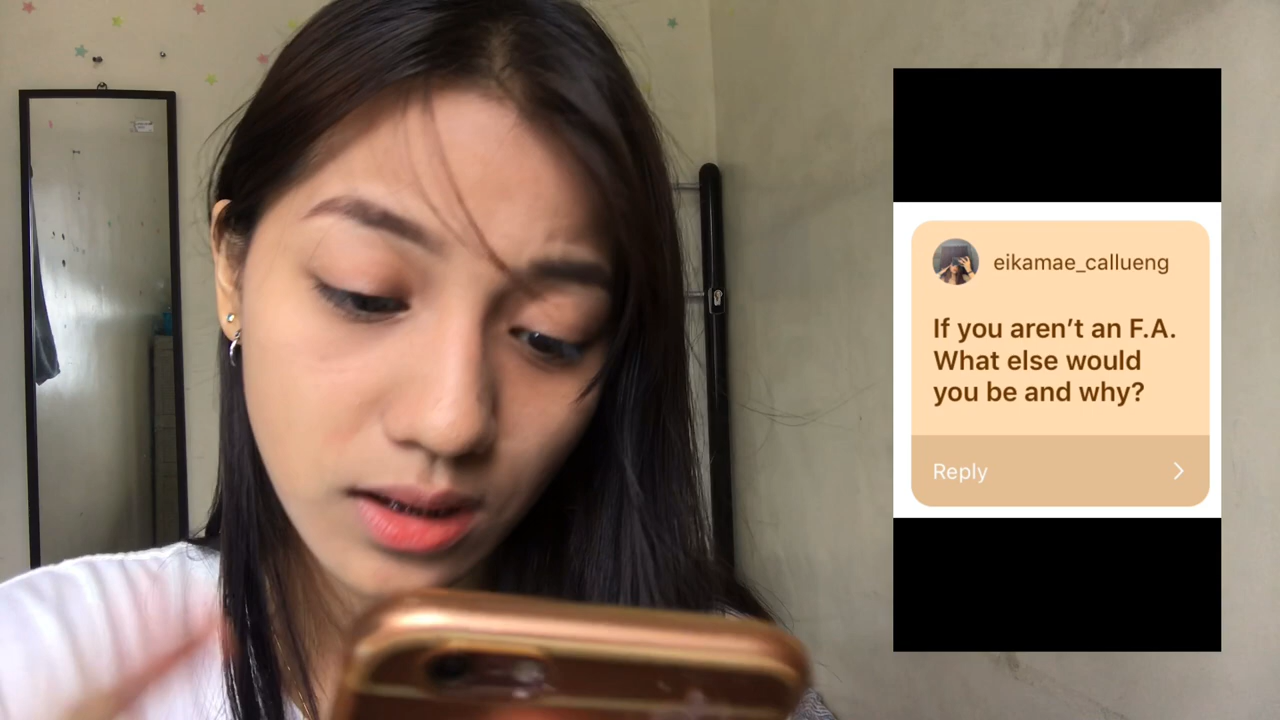 eikamae_callueng
If you aren’t an F.A.
What else would
you be and why?
Reply